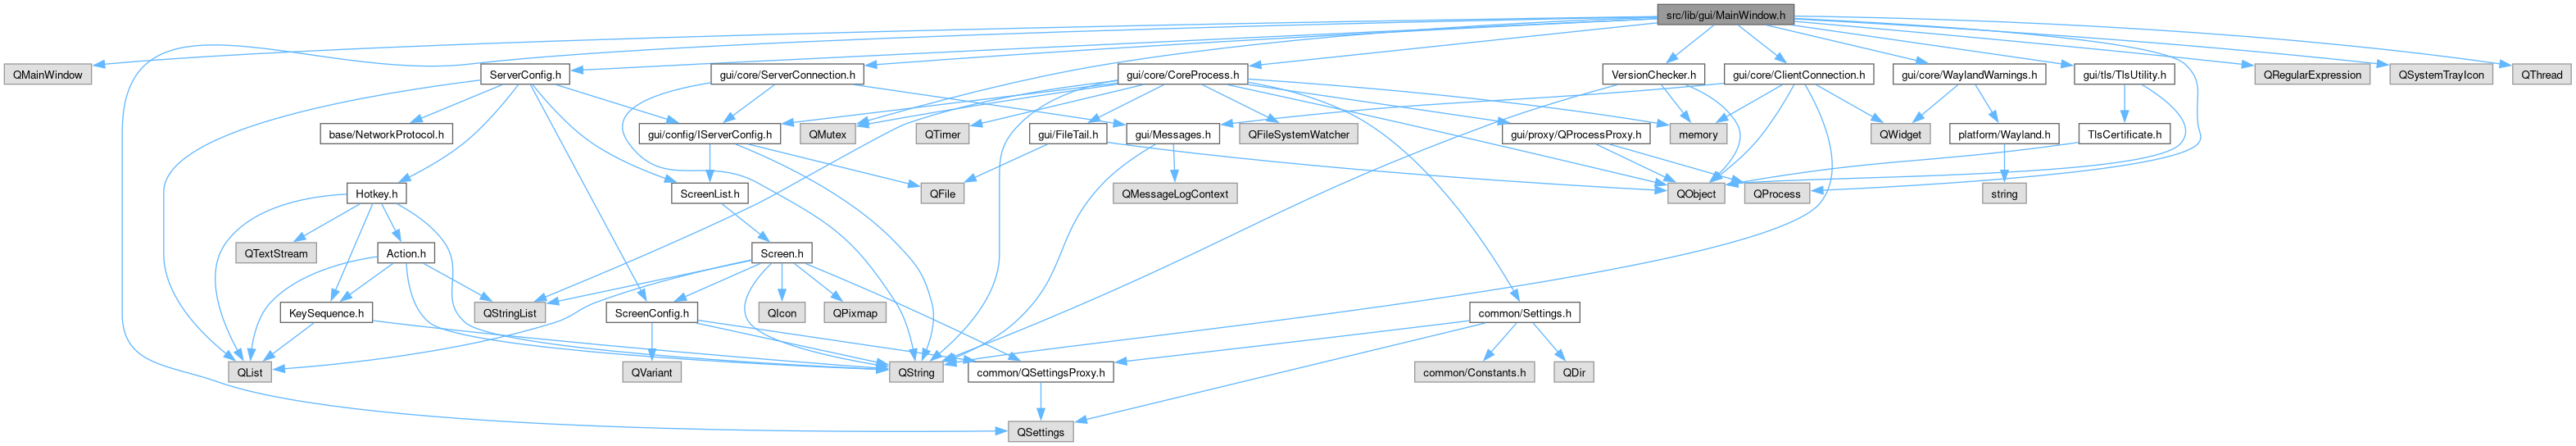 src/lib/gui/MainWindow.h
QMainWindow
ServerConfig.h
gui/core/ServerConnection.h
gui/core/CoreProcess.h
VersionChecker.h
gui/core/ClientConnection.h
gui/core/WaylandWarnings.h
gui/tls/TlsUtility.h
QRegularExpression
QSystemTrayIcon
QThread
base/NetworkProtocol.h
gui/config/IServerConfig.h
QMutex
QTimer
gui/FileTail.h
gui/Messages.h
QFileSystemWatcher
gui/proxy/QProcessProxy.h
memory
QWidget
platform/Wayland.h
TlsCertificate.h
Hotkey.h
ScreenList.h
QFile
QMessageLogContext
QObject
QProcess
string
QTextStream
Action.h
Screen.h
KeySequence.h
QStringList
ScreenConfig.h
QIcon
QPixmap
common/Settings.h
QList
QVariant
QString
common/QSettingsProxy.h
common/Constants.h
QDir
QSettings